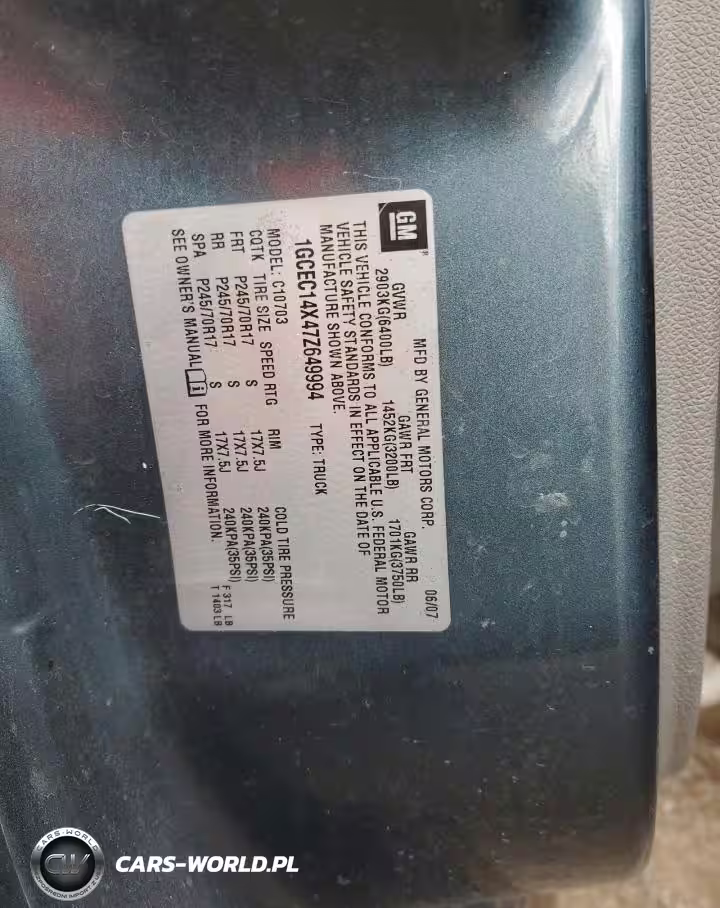 GM
MFD BY GENERAL MOTORS CORP. 06/07
GVWR GAWR FRT GAWR RR
2903KG(6400LB) 1452KG(3200LB) 1701KG(3750LB)
THIS VEHICLE CONFORMS TO ALL APPLICABLE U.S. FEDERAL MOTOR
VEHICLE SAFETY STANDARDS IN EFFECT ON THE DATE OF
MANUFACTURE SHOWN ABOVE.
1GCEC14X47Z649994 TYPE: TRUCK
MODEL: C10703
CQTK TIRE SIZE SPEED RTG RIM COLD TIRE PRESSURE
FRT P245/70R17 S 17X7.5J 240KPA(35PSI)
RR P245/70R17 S 17X7.5J 240KPA(35PSI)
SPA P245/70R17 S 17X7.5J 240KPA(35PSI)
SEE OWNER'S MANUAL FOR MORE INFORMATION.
F 317 LB
T 1403 LB
CARS-WORLD
CW
CARS-WORLD.PL